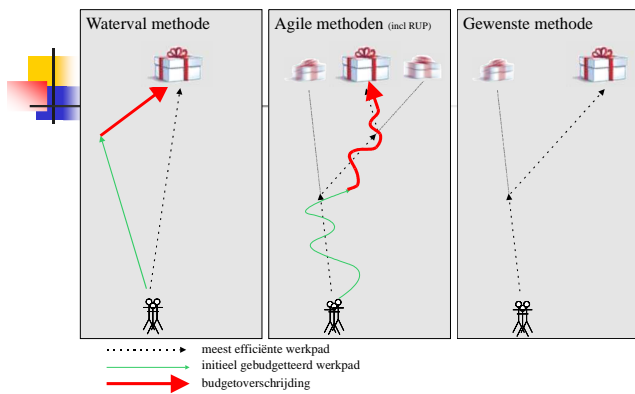 Waterval methode
Agile methoden (incl RUP)
Gewenste methode
meest efficiënte werkpad
initieel gebudgetteerd werkpad
budgetoverschrijding